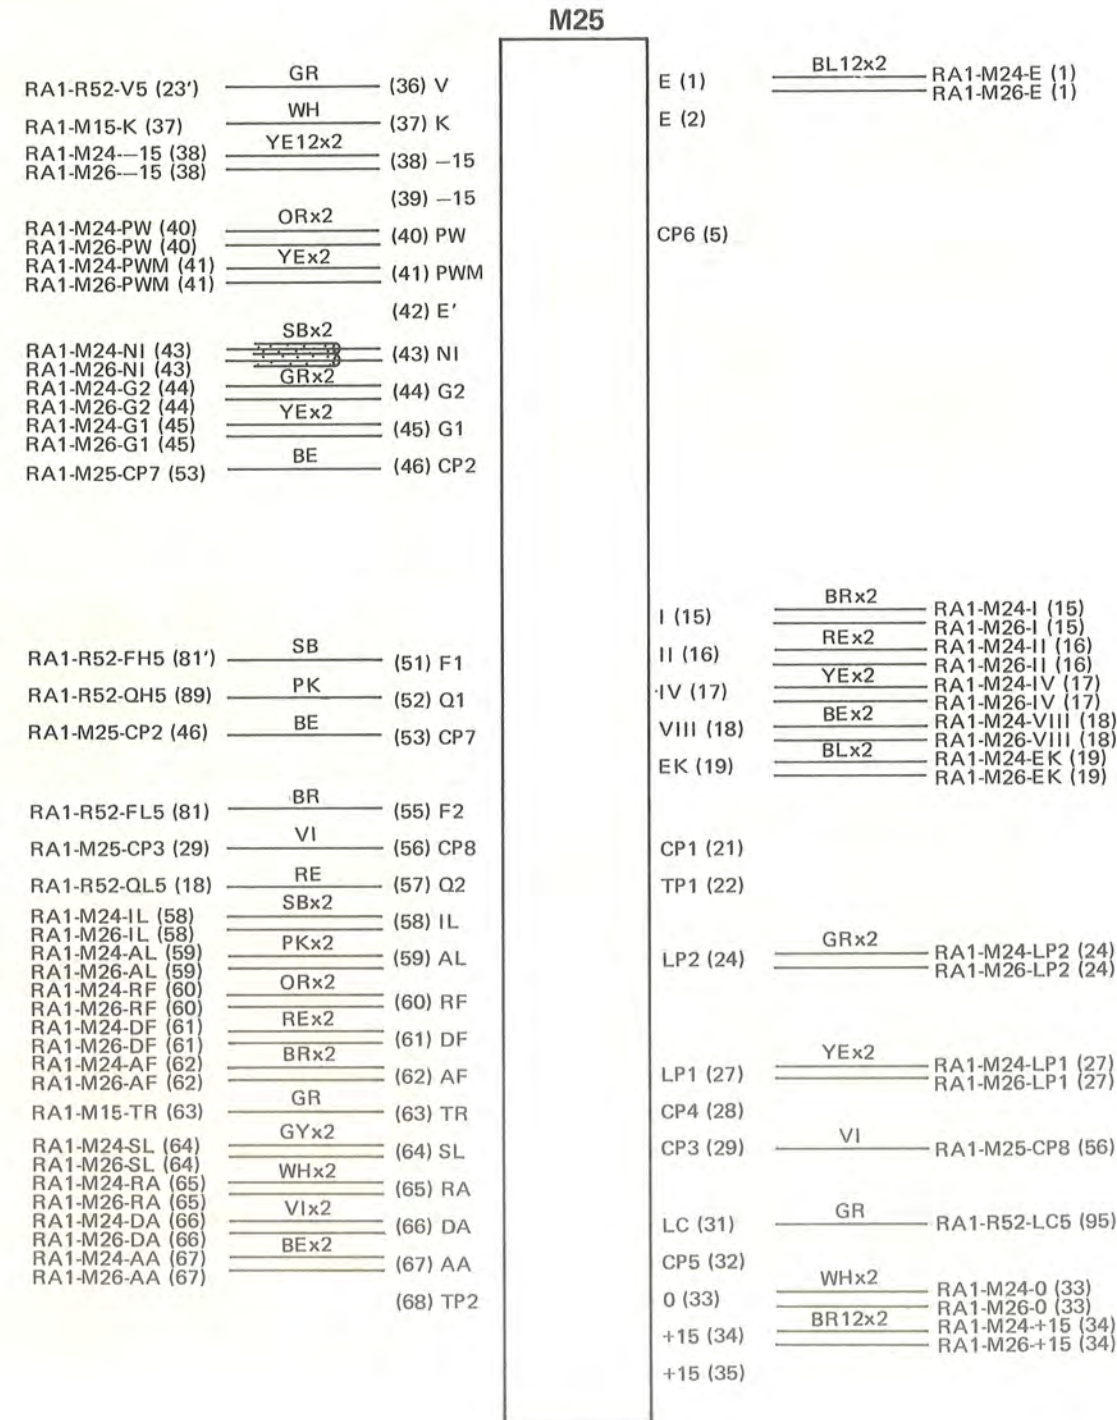 M25
RA1-R52-V5 (23') GR (36) V
RA1-M15-K (37) WH (37) K
RA1-M24-—15 (38) YE12x2 (38) —15
RA1-M26-—15 (38)
(39) —15
RA1-M24-PW (40) ORx2 (40) PW
RA1-M26-PW (40)
RA1-M24-PWM (41) YEx2 (41) PWM
RA1-M26-PWM (41)
(42) E'
RA1-M24-NI (43) SBx2 (43) NI
RA1-M26-NI (43)
RA1-M24-G2 (44) GRx2 (44) G2
RA1-M26-G2 (44)
RA1-M24-G1 (45) YEx2 (45) G1
RA1-M26-G1 (45)
RA1-M25-CP7 (53) BE (46) CP2
RA1-R52-FH5 (81') SB (51) F1
RA1-R52-QH5 (89) PK (52) Q1
RA1-M25-CP2 (46) BE (53) CP7
RA1-R52-FL5 (81) BR (55) F2
RA1-M25-CP3 (29) VI (56) CP8
RA1-R52-QL5 (18) RE (57) Q2
RA1-M24-IL (58) SBx2 (58) IL
RA1-M26-IL (58)
RA1-M24-AL (59) PKx2 (59) AL
RA1-M26-AL (59)
RA1-M24-RF (60) ORx2 (60) RF
RA1-M26-RF (60)
RA1-M24-DF (61) REx2 (61) DF
RA1-M26-DF (61)
RA1-M24-AF (62) BRx2 (62) AF
RA1-M26-AF (62)
RA1-M15-TR (63) GR (63) TR
RA1-M24-SL (64) GYx2 (64) SL
RA1-M26-SL (64)
RA1-M24-RA (65) WHx2 (65) RA
RA1-M26-RA (65)
RA1-M24-DA (66) VIx2 (66) DA
RA1-M26-DA (66)
RA1-M24-AA (67) BEx2 (67) AA
RA1-M26-AA (67)
(68) TP2
E (1) BL12x2 RA1-M24-E (1)
RA1-M26-E (1)
E (2)
CP6 (5)
I (15) BRx2 RA1-M24-I (15)
RA1-M26-I (15)
II (16) REx2 RA1-M24-II (16)
RA1-M26-II (16)
IV (17) YEx2 RA1-M24-IV (17)
RA1-M26-IV (17)
VIII (18) BEx2 RA1-M24-VIII (18)
RA1-M26-VIII (18)
EK (19) BLx2 RA1-M24-EK (19)
RA1-M26-EK (19)
CP1 (21)
TP1 (22)
LP2 (24) GRx2 RA1-M24-LP2 (24)
RA1-M26-LP2 (24)
LP1 (27) YEx2 RA1-M24-LP1 (27)
RA1-M26-LP1 (27)
CP4 (28)
CP3 (29) VI RA1-M25-CP8 (56)
LC (31) GR RA1-R52-LC5 (95)
CP5 (32)
0 (33) WHx2 RA1-M24-0 (33)
RA1-M26-0 (33)
+15 (34) BR12x2 RA1-M24-+15 (34)
RA1-M26-+15 (34)
+15 (35)